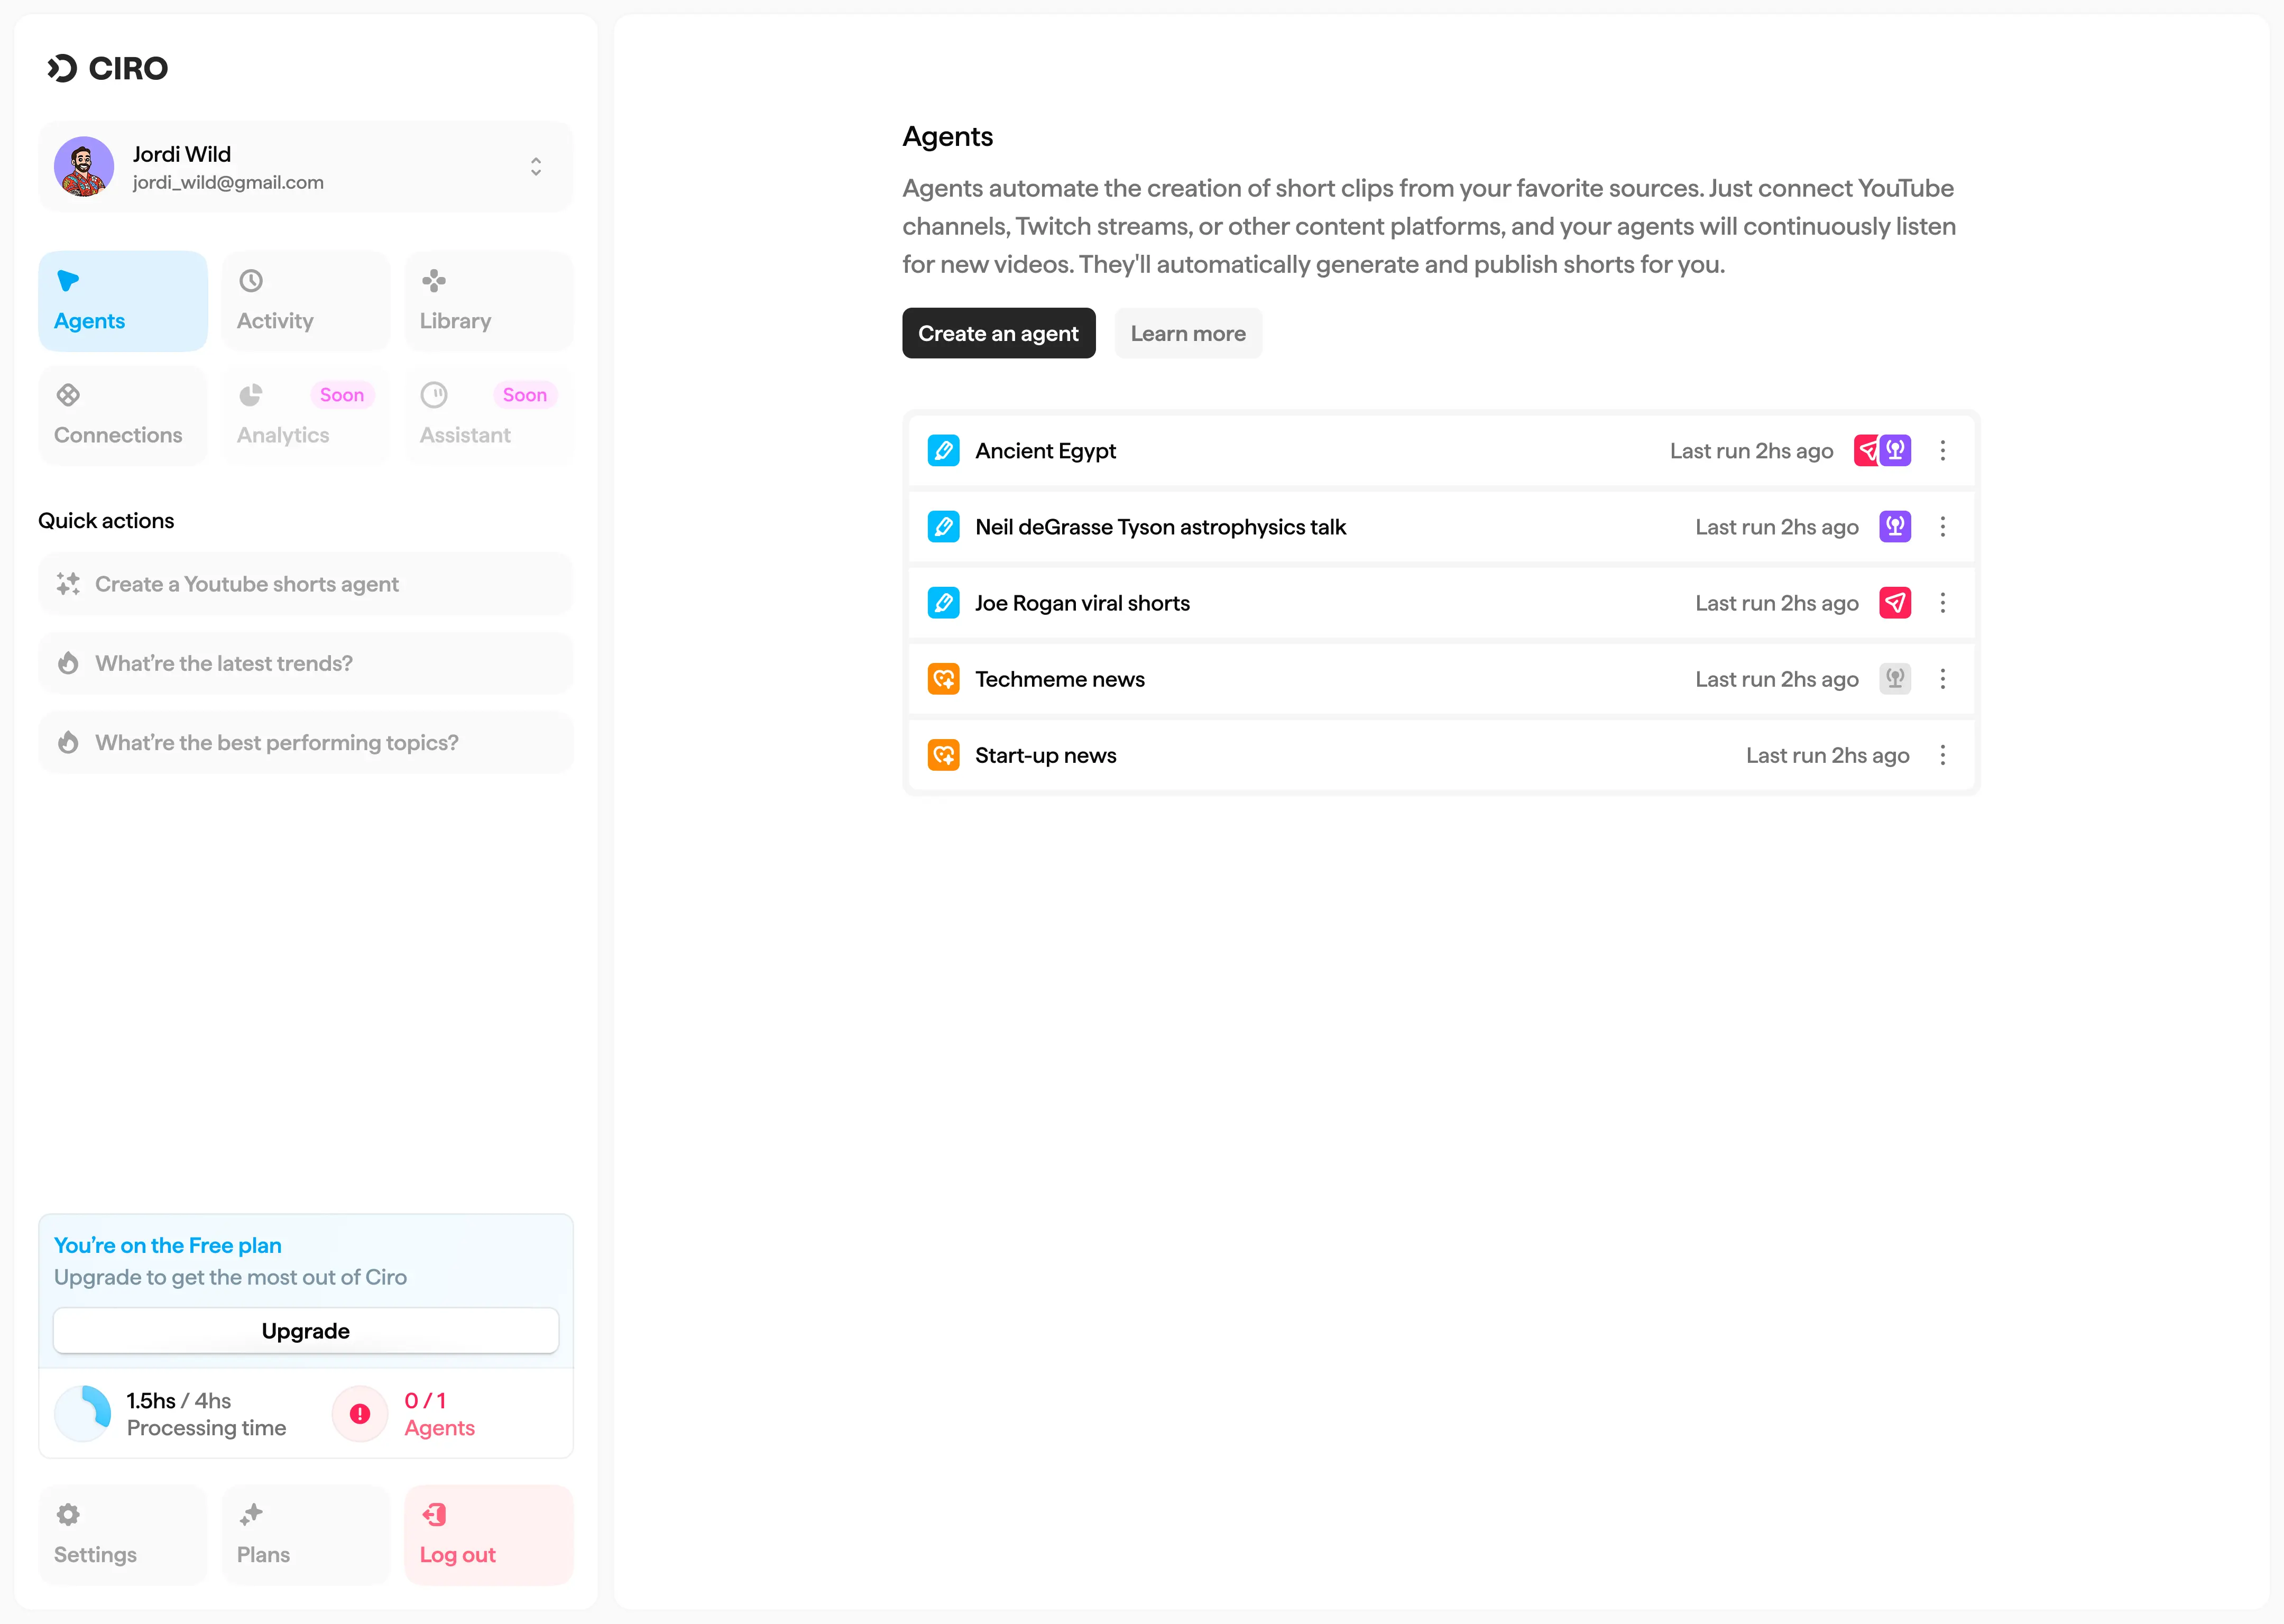 CIRO
Jordi Wild
jordi_wild@gmail.com
Agents
Activity
Library
Connections
Soon
Analytics
Soon
Assistant
Quick actions
Create a Youtube shorts agent
What’re the latest trends?
What’re the best performing topics?
You’re on the Free plan
Upgrade to get the most out of Ciro
Upgrade
1.5hs / 4hs
Processing time
0 / 1
Agents
Settings
Plans
Log out
Agents
Agents automate the creation of short clips from your favorite sources. Just connect YouTube
channels, Twitch streams, or other content platforms, and your agents will continuously listen
for new videos. They'll automatically generate and publish shorts for you.
Create an agent
Learn more
Ancient Egypt
Last run 2hs ago
Neil deGrasse Tyson astrophysics talk
Last run 2hs ago
Joe Rogan viral shorts
Last run 2hs ago
Techmeme news
Last run 2hs ago
Start-up news
Last run 2hs ago